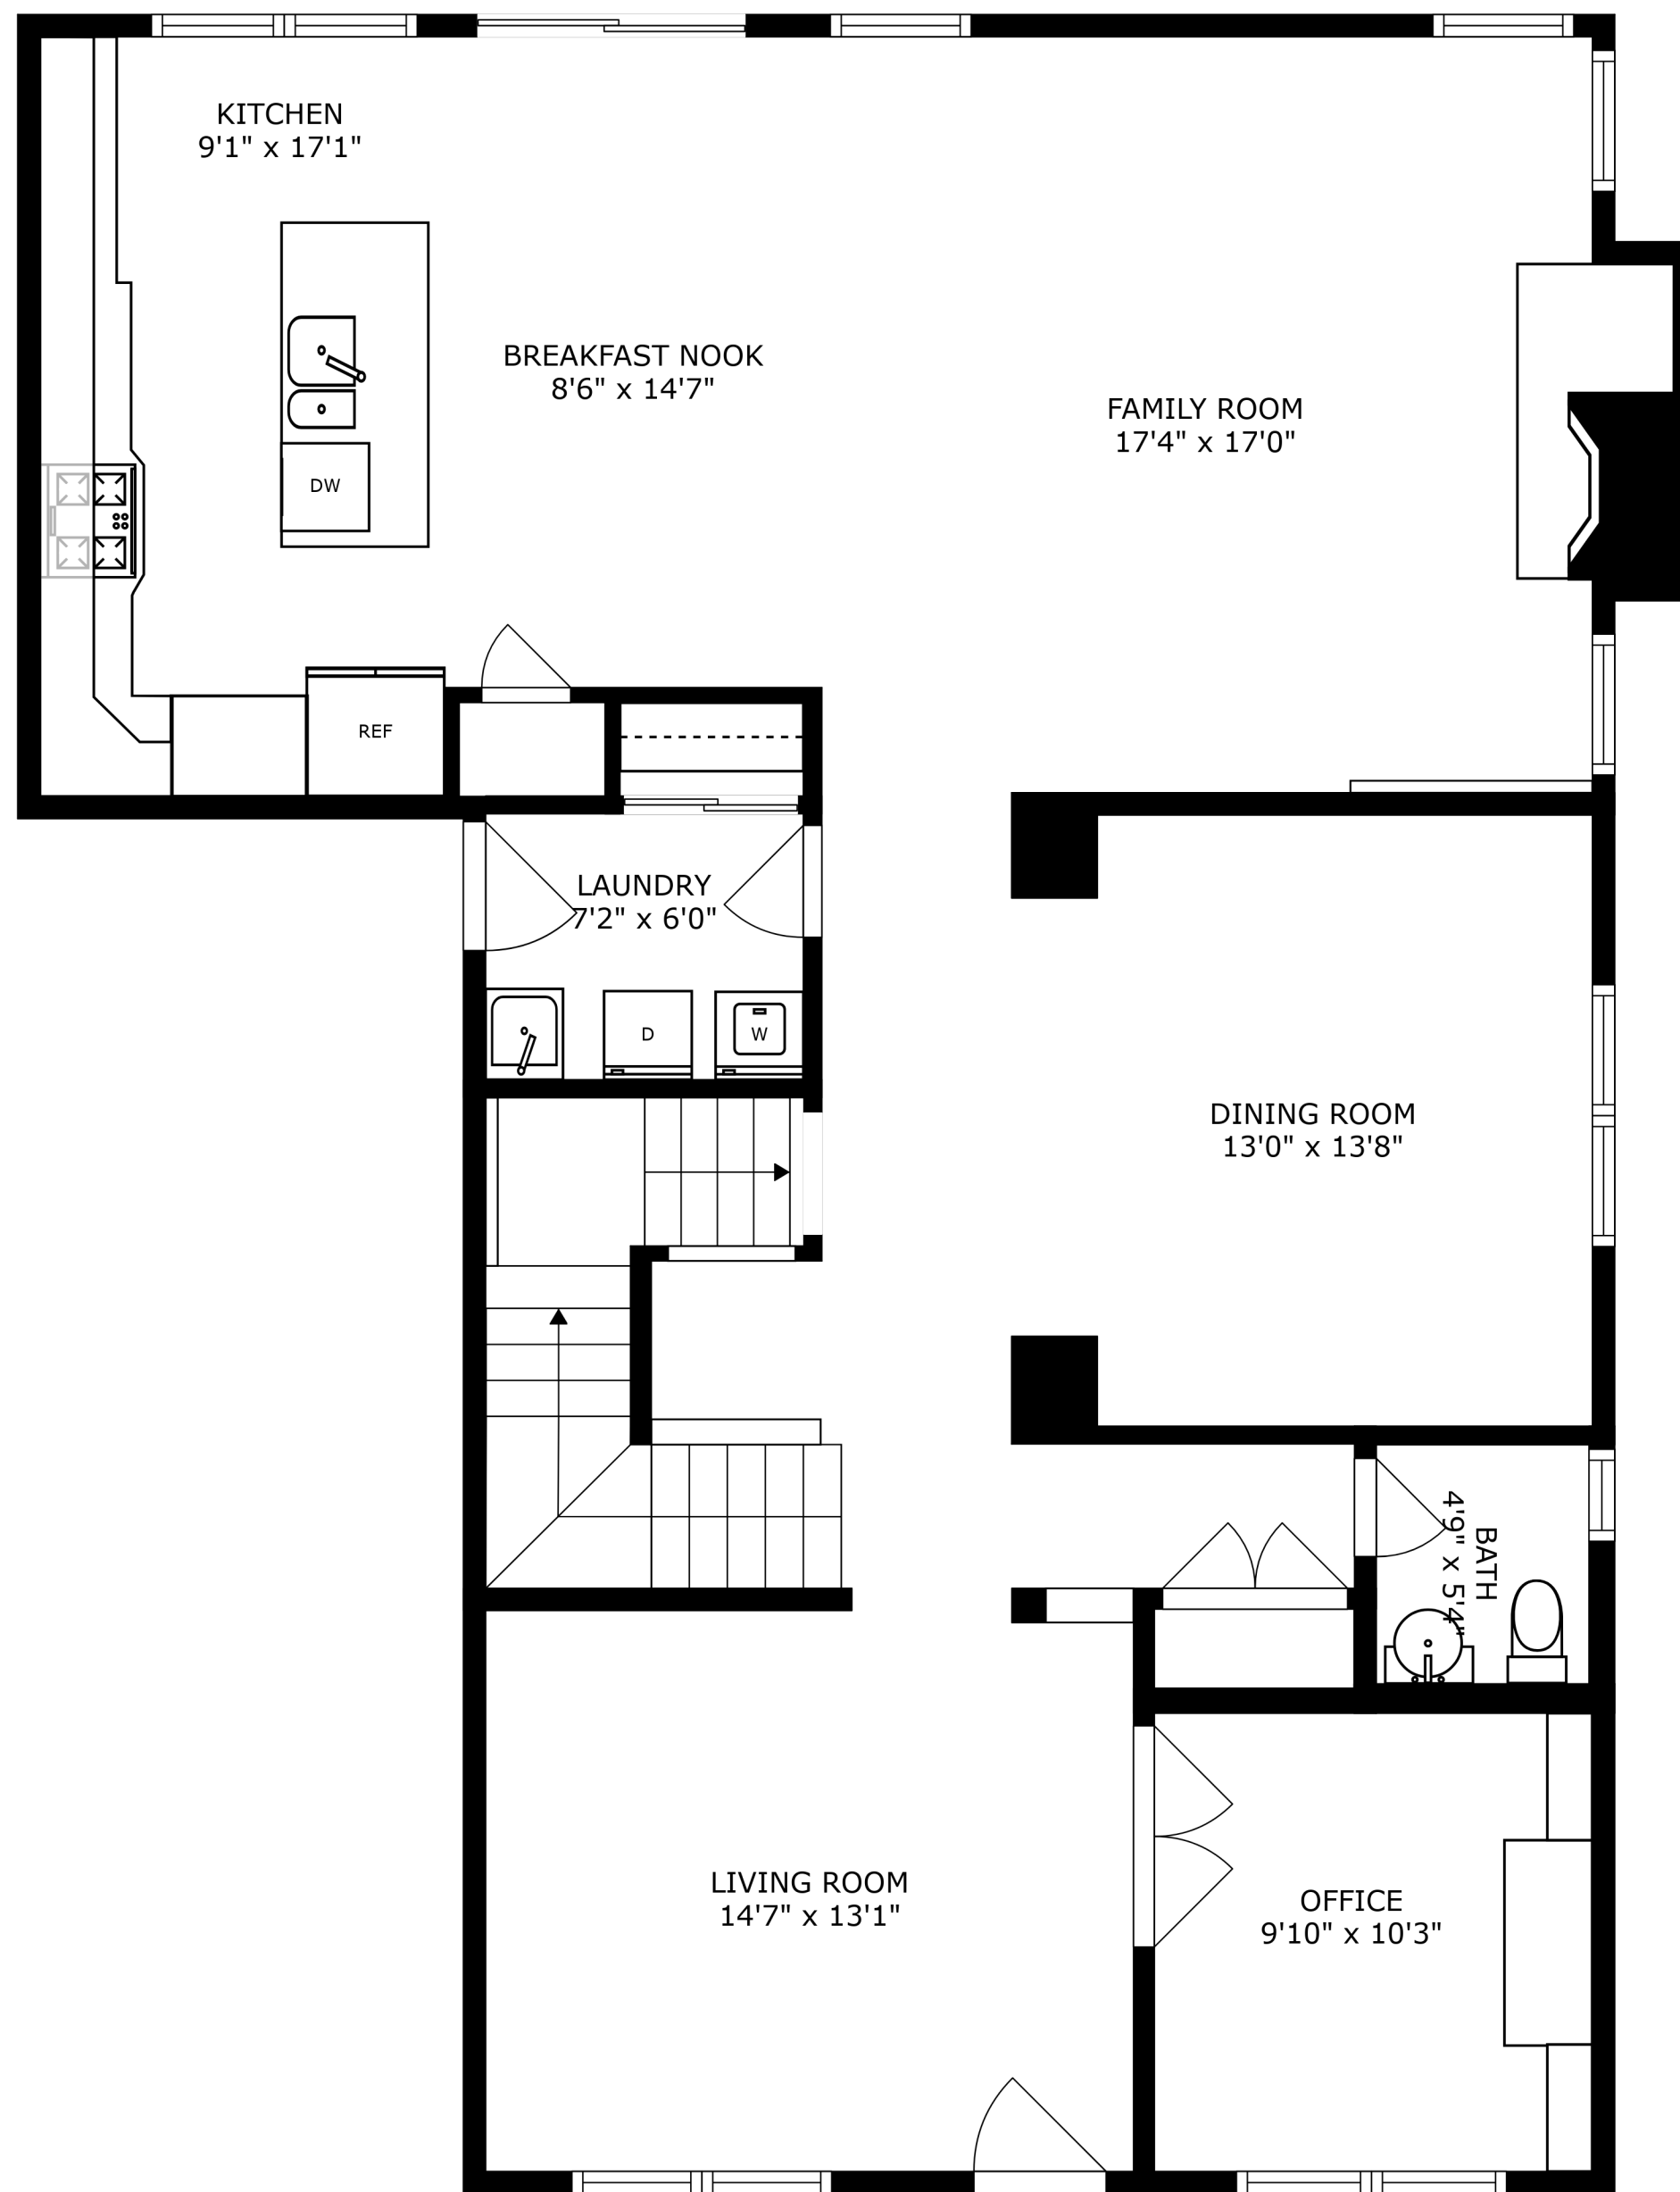 KITCHEN
9'1" x 17'1"
BREAKFAST NOOK
8'6" x 14'7"
FAMILY ROOM
17'4" x 17'0"
DW
REF
LAUNDRY
7'2" x 6'0"
D
W
DINING ROOM
13'0" x 13'8"
BATH
4'9" x 5'4"
LIVING ROOM
14'7" x 13'1"
OFFICE
9'10" x 10'3"